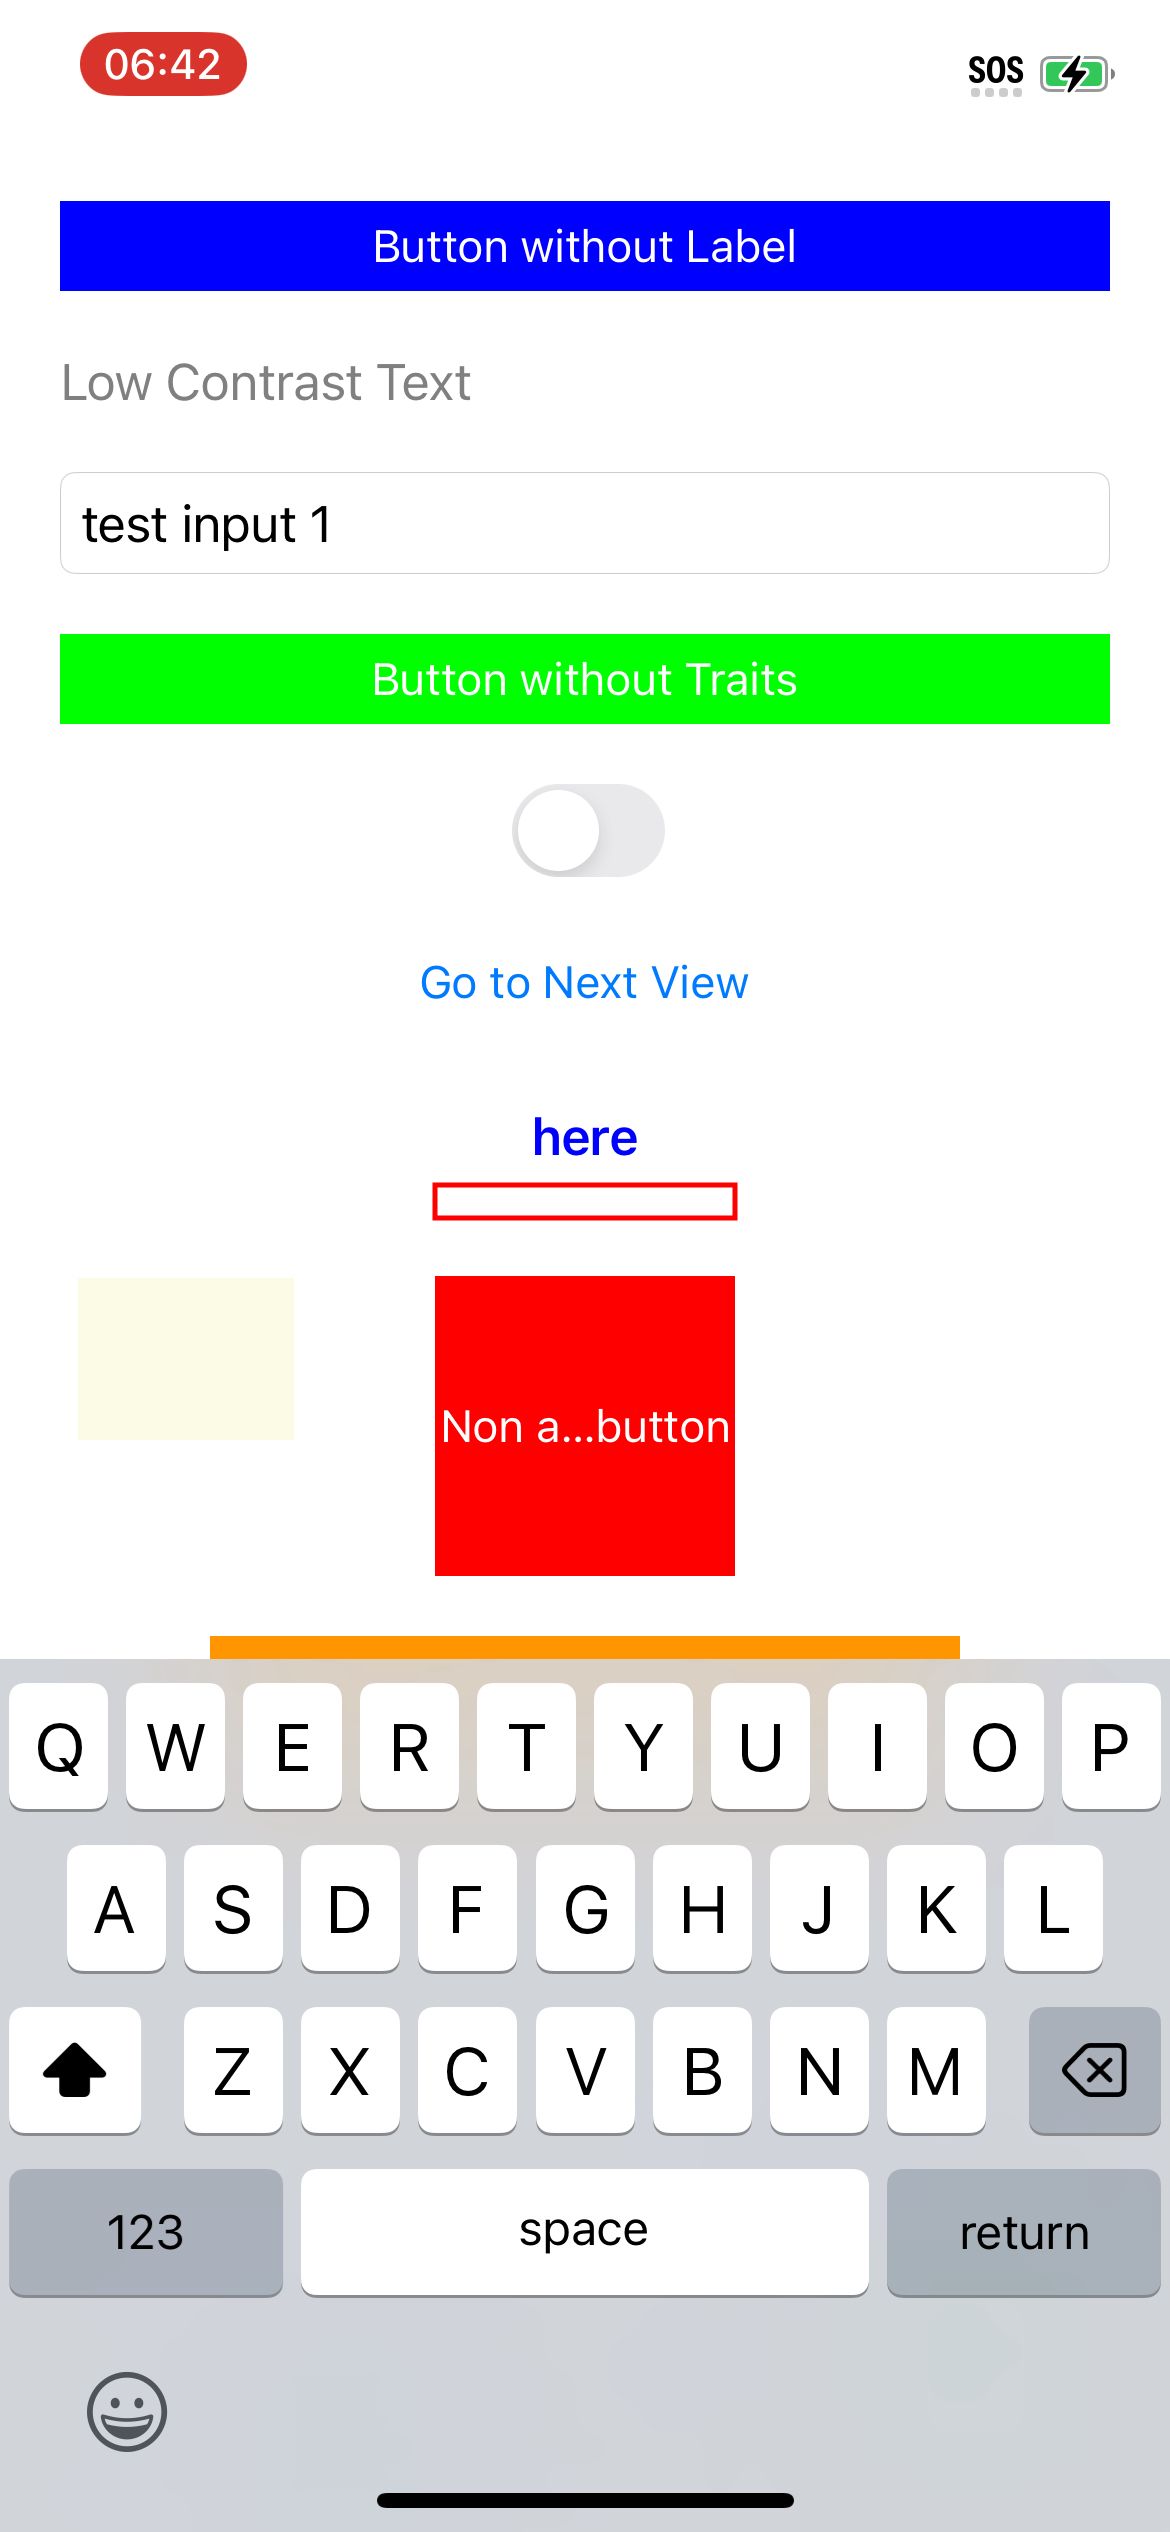 06:42
SOS
Button without Label
Low Contrast Text
test input 1
Button without Traits
Go to Next View
here
Non a...button
Q W E R T Y U I O P
A S D F G H J K L
Z X C V B N M
123 space return